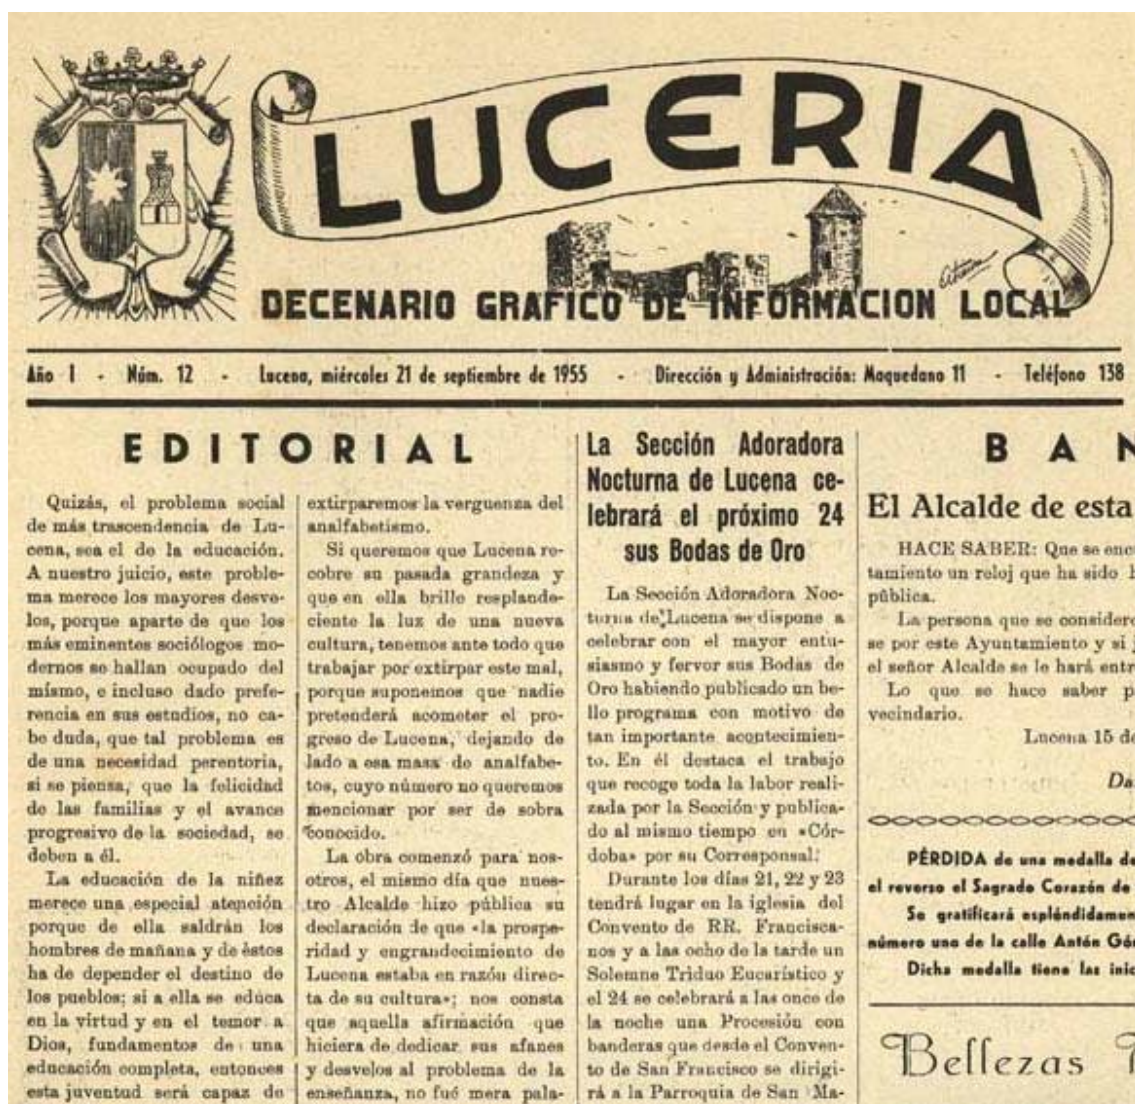 LUCERIA
DECENARIO GRAFICO DE INFORMACION LOCAL
Año I - Núm. 12 - Lucena, miércoles 21 de septiembre de 1955 - Dirección y Administración: Maquedano 11 - Teléfono 138
EDITORIAL
Quizás, el problema social
de más trascendencia de Lu-
cena, sea el de la educación.
A nuestro juicio, este proble-
ma merece los mayores desve-
los, porque aparte de que los
más eminentes sociólogos mo-
dernos se hallan ocupado del
mismo, e incluso dado prefe-
rencia en sus estudios, no ca-
be duda, que tal problema es
de una necesidad perentoria,
si se piensa, que la felicidad
de las familias y el avance
progresivo de la sociedad, se
deben a él.
La educación de la niñez
merece una especial atención
porque de ella saldrán los
hombres de mañana y de éstos
ha de depender el destino de
los pueblos; si a ella se educa
en la virtud y en el temor a
Dios, fundamentos de una
educación completa, entonces
esta juventud será capaz de
extirparemos la verguenza del
analfabetismo.
Si queremos que Lucena re-
cobre su pasada grandeza y
que en ella brille resplande-
ciente la luz de una nueva
cultura, tenemos ante todo que
trabajar por extirpar este mal,
porque suponemos que nadie
pretenderá acometer el pro-
greso de Lucena, dejando de
lado a esa masa de analfabe-
tos, cuyo número no queremos
mencionar por ser de sobra
conocido.
La obra comenzó para nos-
otros, el mismo día que nues-
tro Alcalde hizo pública su
declaración de que «la prospe-
ridad y engrandecimiento de
Lucena estaba en razón direc-
ta de su cultura»; nos consta
que aquella afirmación que
hiciera de dedicar sus afanes
y desvelos al problema de la
enseñanza, no fué mera pala-
La Sección Adoradora
Nocturna de Lucena ce-
lebrará el próximo 24
sus Bodas de Oro
La Sección Adoradora Noc-
turna de Lucena se dispone a
celebrar con el mayor entu-
siasmo y fervor sus Bodas de
Oro habiendo publicado un be-
llo programa con motivo de
tan importante acontecimien-
to. En él destaca el trabajo
que recoge toda la labor reali-
zada por la Sección y publica-
do al mismo tiempo en «Cór-
doba» por su Corresponsal.
Durante los días 21, 22 y 23
tendrá lugar en la iglesia del
Convento de RR. Francisca-
nos y a las ocho de la tarde un
Solemne Triduo Eucarístico y
el 24 se celebrará a las once de
la noche una Procesión con
banderas que desde el Conven-
to de San Francisco se dirigi-
rá a la Parroquia de San Ma-
BAN
El Alcalde de esta
HACE SABER: Que se enc
tamiento un reloj que ha sido
pública.
La persona que se consider
se por este Ayuntamiento y si
el señor Alcalde se le hará entr
Lo que se hace saber p
vecindario.
Lucena 15 de
Da
PÉRDIDA de una medalla de
el reverso el Sagrado Corazón de
Se gratificará espléndidamen
número uno de la calle Antón Gó
Dicha medalla tiene las inic
Bellezas